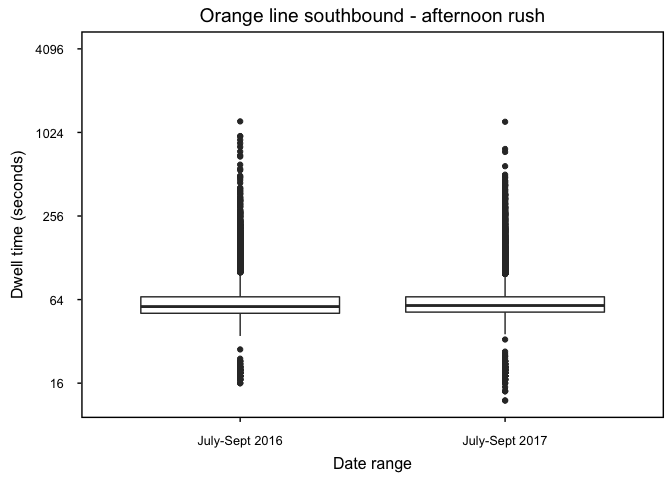 Orange line southbound - afternoon rush
4096
1024
256
64
16
Dwell time (seconds)
July-Sept 2016
July-Sept 2017
Date range